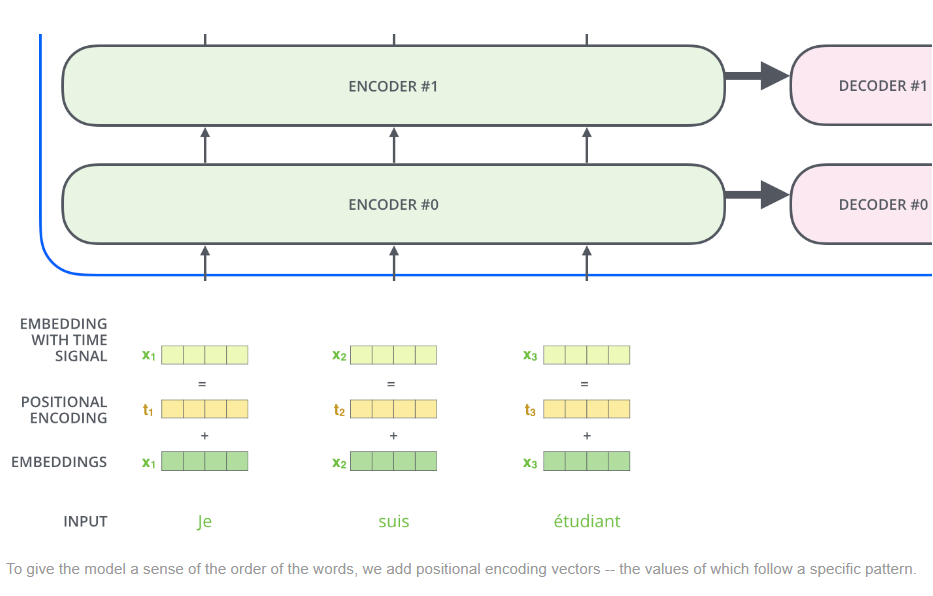 ENCODER #1
DECODER #1
ENCODER #0
DECODER #0
EMBEDDING
WITH TIME
SIGNAL
x₁ x₂ x₃
= = =
POSITIONAL
ENCODING
t₁ t₂ t₃
+ + +
EMBEDDINGS x₁ x₂ x₃
INPUT Je suis étudiant
To give the model a sense of the order of the words, we add positional encoding vectors -- the values of which follow a specific pattern.